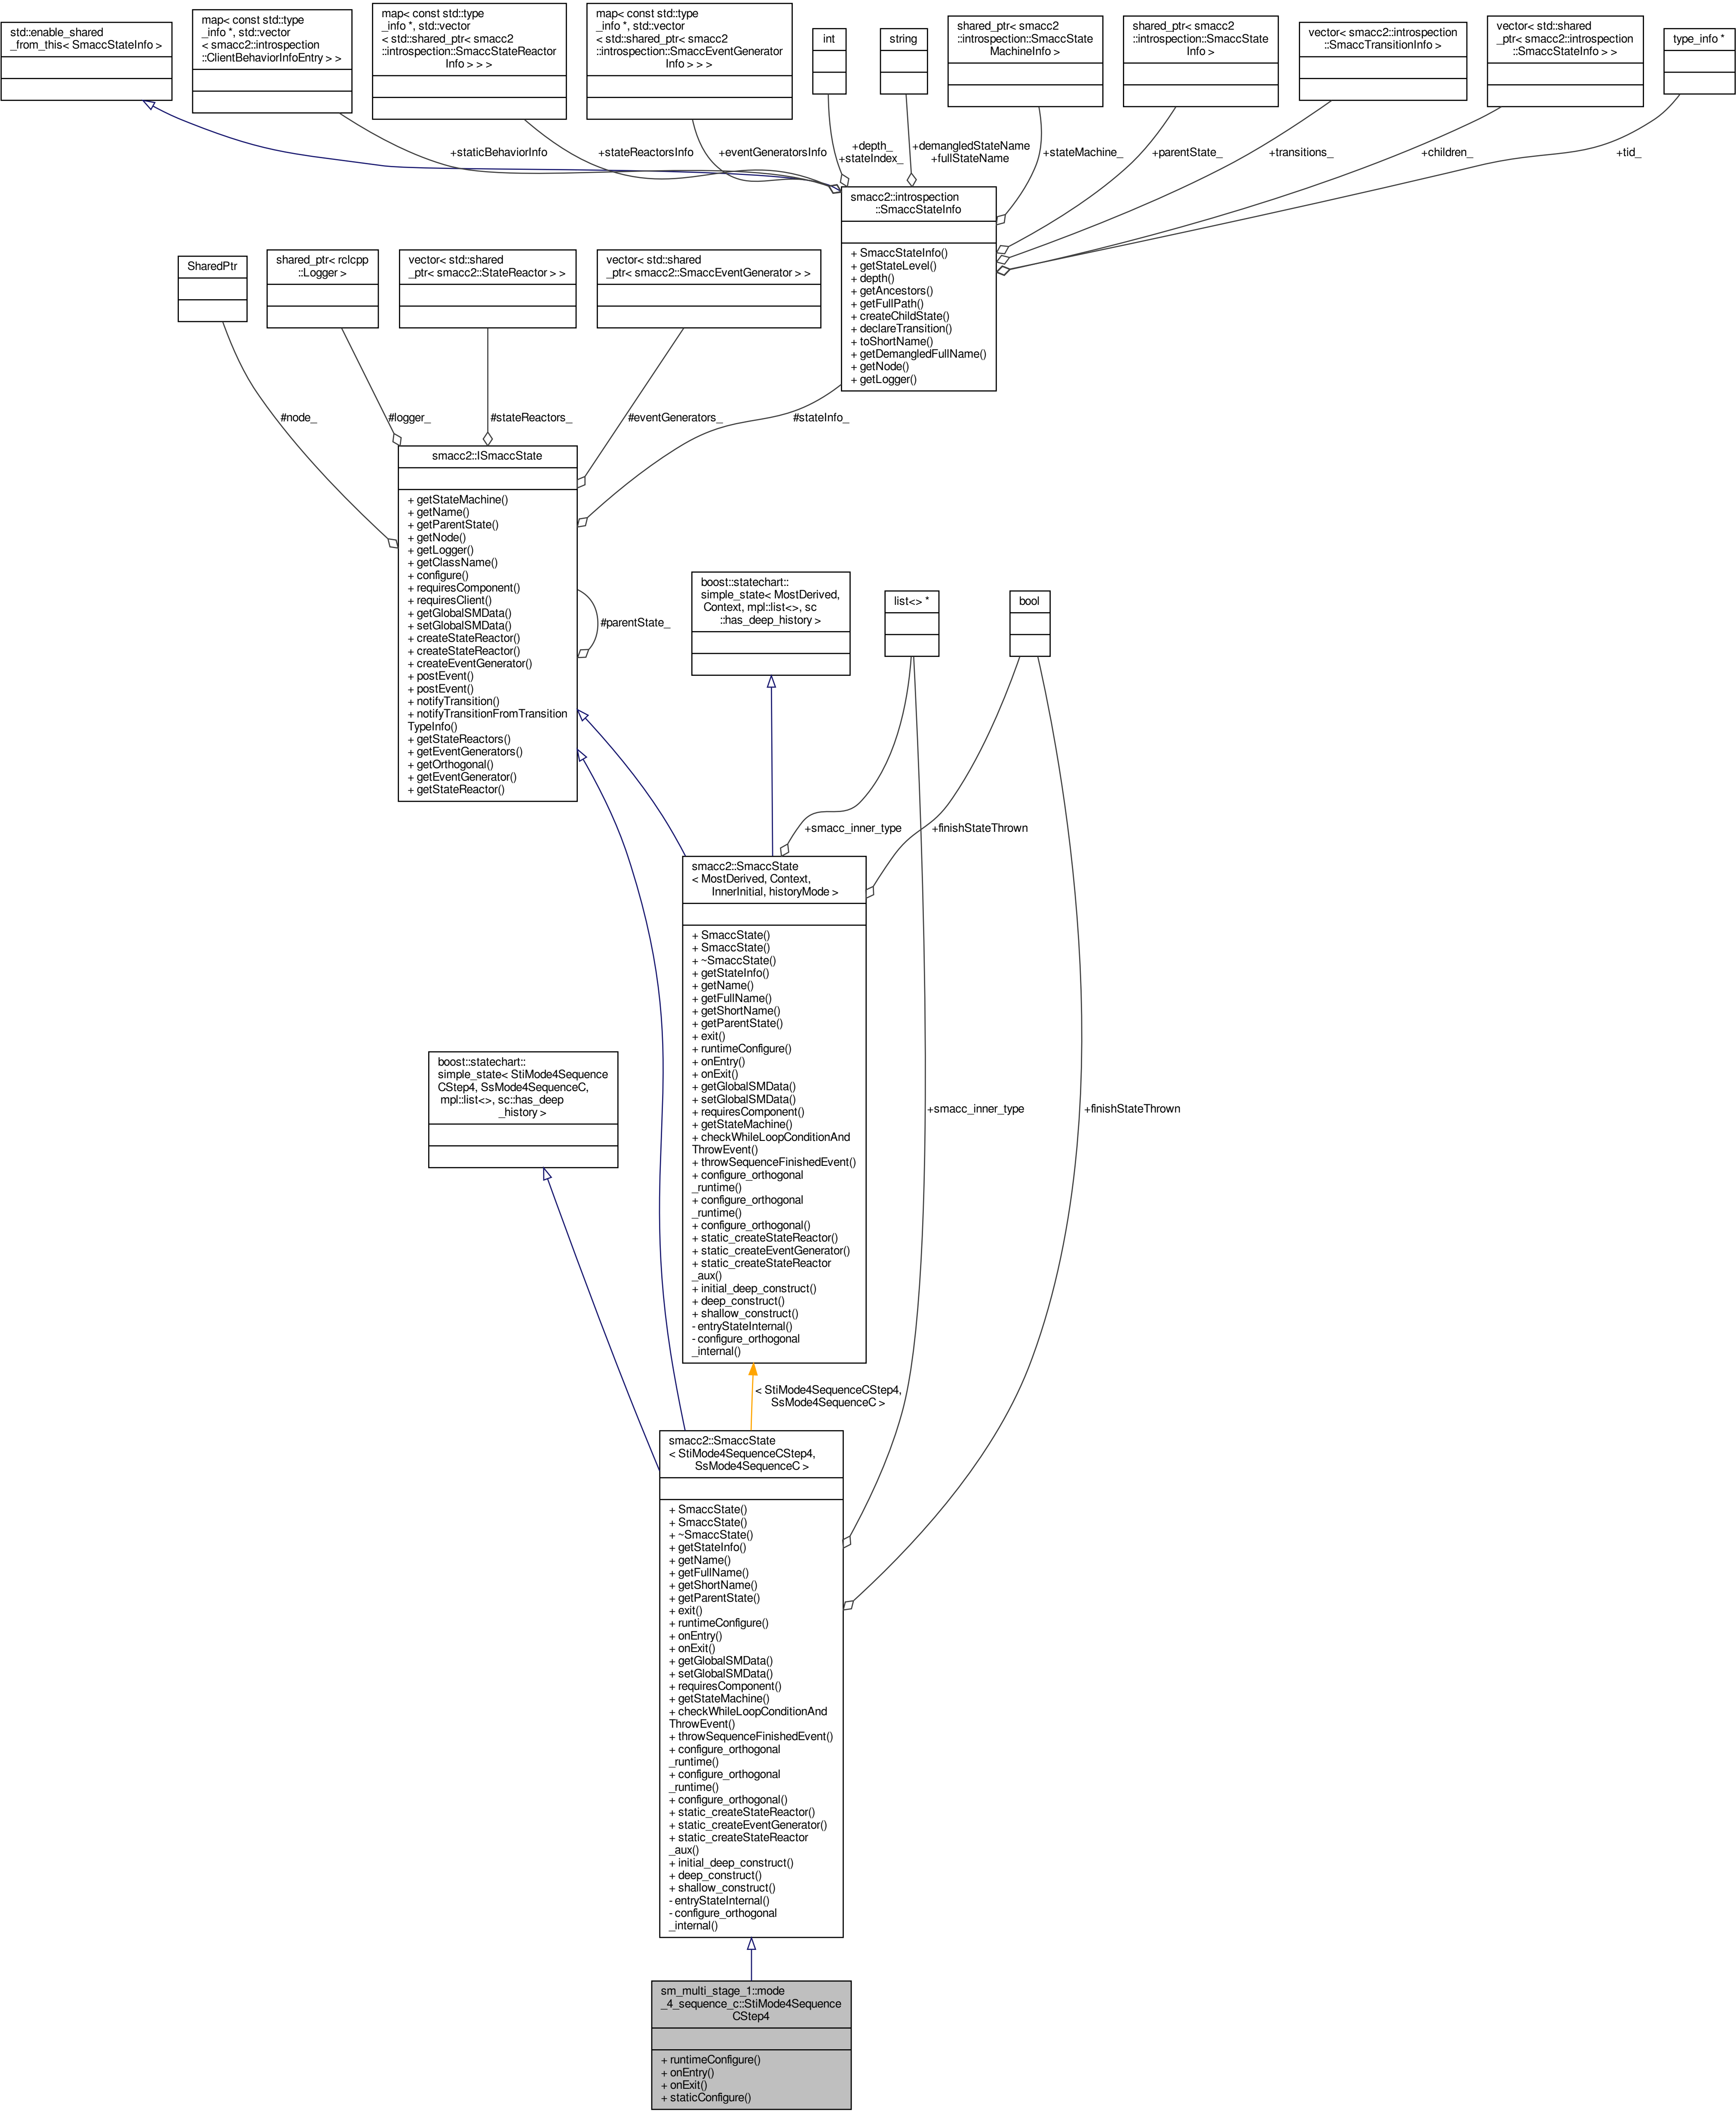 std::enable_shared
_from_this< SmaccStateInfo >
map< const std::type
_info *, std::vector
< smacc2::introspection
::ClientBehaviorInfoEntry > >
map< const std::type
_info *, std::vector
< std::shared_ptr< smacc2
::introspection::SmaccStateReactor
Info > > >
map< const std::type
_info *, std::vector
< std::shared_ptr< smacc2
::introspection::SmaccEventGenerator
Info > > >
int
string
shared_ptr< smacc2
::introspection::SmaccState
MachineInfo >
shared_ptr< smacc2
::introspection::SmaccState
Info >
vector< smacc2::introspection
::SmaccTransitionInfo >
vector< std::shared
_ptr< smacc2::introspection
::SmaccStateInfo > >
type_info *
+staticBehaviorInfo
+stateReactorsInfo
+eventGeneratorsInfo
+depth_
+stateIndex_
+demangledStateName
+fullStateName
+stateMachine_
+parentState_
+transitions_
+children_
+tid_
smacc2::introspection
::SmaccStateInfo
+ SmaccStateInfo()
+ getStateLevel()
+ depth()
+ getAncestors()
+ getFullPath()
+ createChildState()
+ declareTransition()
+ toShortName()
+ getDemangledFullName()
+ getNode()
+ getLogger()
SharedPtr
shared_ptr< rclcpp
::Logger >
vector< std::shared
_ptr< smacc2::StateReactor > >
vector< std::shared
_ptr< smacc2::SmaccEventGenerator > >
#node_
#logger_
#stateReactors_
#eventGenerators_
#stateInfo_
smacc2::ISmaccState
+ getStateMachine()
+ getName()
+ getParentState()
+ getNode()
+ getLogger()
+ getClassName()
+ configure()
+ requiresComponent()
+ requiresClient()
+ getGlobalSMData()
+ setGlobalSMData()
+ createStateReactor()
+ createStateReactor()
+ createEventGenerator()
+ postEvent()
+ postEvent()
+ notifyTransition()
+ notifyTransitionFromTransition
TypeInfo()
+ getStateReactors()
+ getEventGenerators()
+ getOrthogonal()
+ getEventGenerator()
+ getStateReactor()
#parentState_
boost::statechart::
simple_state< MostDerived,
Context, mpl::list<>, sc
::has_deep_history >
list<> *
bool
+smacc_inner_type
+finishStateThrown
smacc2::SmaccState
< MostDerived, Context,
InnerInitial, historyMode >
+ SmaccState()
+ SmaccState()
+ ~SmaccState()
+ getStateInfo()
+ getName()
+ getFullName()
+ getShortName()
+ getParentState()
+ exit()
+ runtimeConfigure()
+ onEntry()
+ onExit()
+ getGlobalSMData()
+ setGlobalSMData()
+ requiresComponent()
+ getStateMachine()
+ checkWhileLoopConditionAnd
ThrowEvent()
+ throwSequenceFinishedEvent()
+ configure_orthogonal
_runtime()
+ configure_orthogonal
_runtime()
+ configure_orthogonal()
+ static_createStateReactor()
+ static_createEventGenerator()
+ static_createStateReactor
_aux()
+ initial_deep_construct()
+ deep_construct()
+ shallow_construct()
- entryStateInternal()
- configure_orthogonal
_internal()
boost::statechart::
simple_state< StiMode4Sequence
CStep4, SsMode4SequenceC,
mpl::list<>, sc::has_deep
_history >
+smacc_inner_type
+finishStateThrown
< StiMode4SequenceCStep4,
SsMode4SequenceC >
smacc2::SmaccState
< StiMode4SequenceCStep4,
SsMode4SequenceC >
+ SmaccState()
+ SmaccState()
+ ~SmaccState()
+ getStateInfo()
+ getName()
+ getFullName()
+ getShortName()
+ getParentState()
+ exit()
+ runtimeConfigure()
+ onEntry()
+ onExit()
+ getGlobalSMData()
+ setGlobalSMData()
+ requiresComponent()
+ getStateMachine()
+ checkWhileLoopConditionAnd
ThrowEvent()
+ throwSequenceFinishedEvent()
+ configure_orthogonal
_runtime()
+ configure_orthogonal
_runtime()
+ configure_orthogonal()
+ static_createStateReactor()
+ static_createEventGenerator()
+ static_createStateReactor
_aux()
+ initial_deep_construct()
+ deep_construct()
+ shallow_construct()
- entryStateInternal()
- configure_orthogonal
_internal()
sm_multi_stage_1::mode
_4_sequence_c::StiMode4Sequence
CStep4
+ runtimeConfigure()
+ onEntry()
+ onExit()
+ staticConfigure()